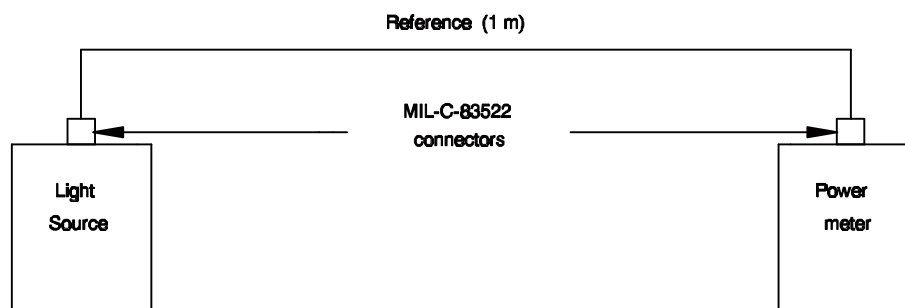 Reference (1 m)
MIL-C-83522
connectors
Light
Source
Power
meter